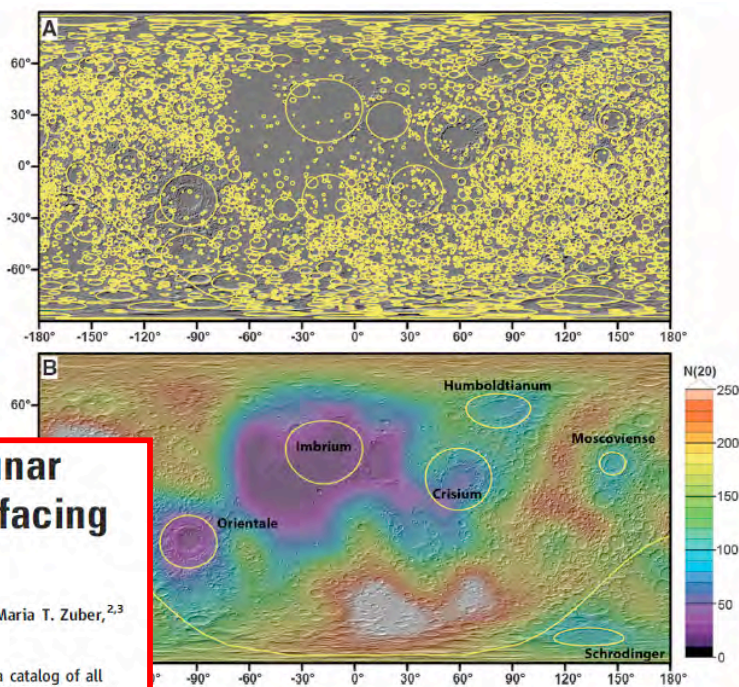 A
60°
30°
0°
-30°
-60°
-180° -150° -120° -90° -60° -30° 0° 30° 60° 90° 120° 150° 180°
B
N(20)
60°
Humboldtianum
250
Imbrium
Moscoviense
200
Crisium
150
Orientale
100
50
Schrodinger
0
-90° -60° -30° 0° 30° 60° 90° 120° 150° 180°
facing
Maria T. Zuber,2,3
catalog of all